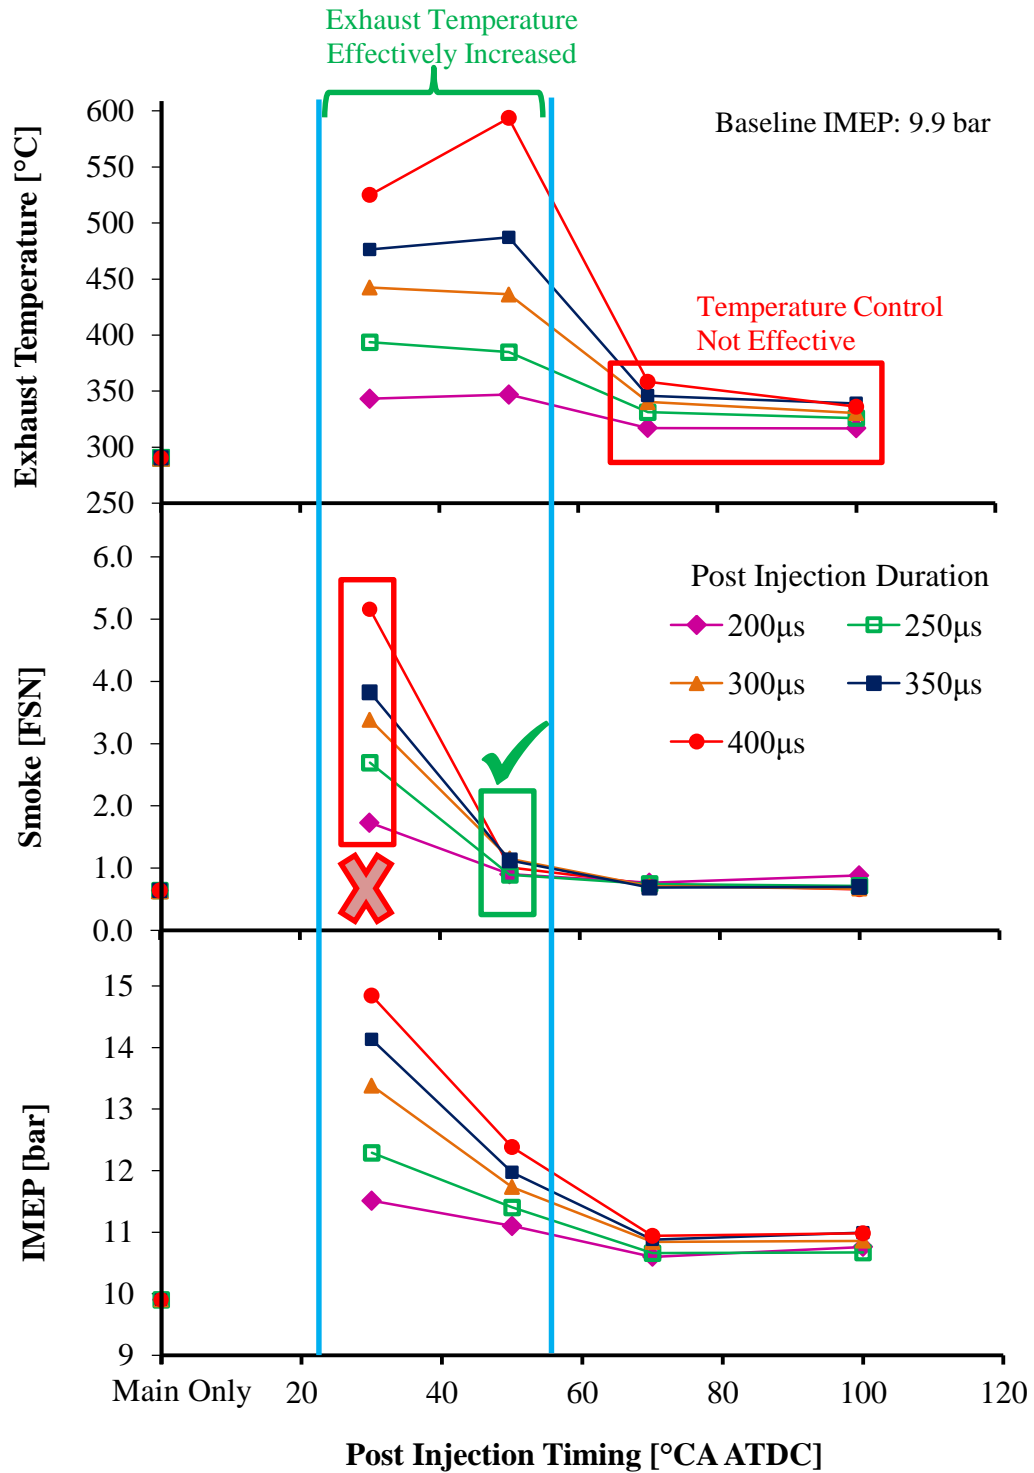 Exhaust Temperature
Effectively Increased
Baseline IMEP: 9.9 bar
Exhaust Temperature [°C]
600
550
500
450
400
350
300
250
Temperature Control
Not Effective
Smoke [FSN]
6.0
5.0
4.0
3.0
2.0
1.0
0.0
Post Injection Duration
200μs 250μs
300μs 350μs
400μs
IMEP [bar]
15
14
13
12
11
10
9
Main Only 20 40 60 80 100 120
Post Injection Timing [°CA ATDC]